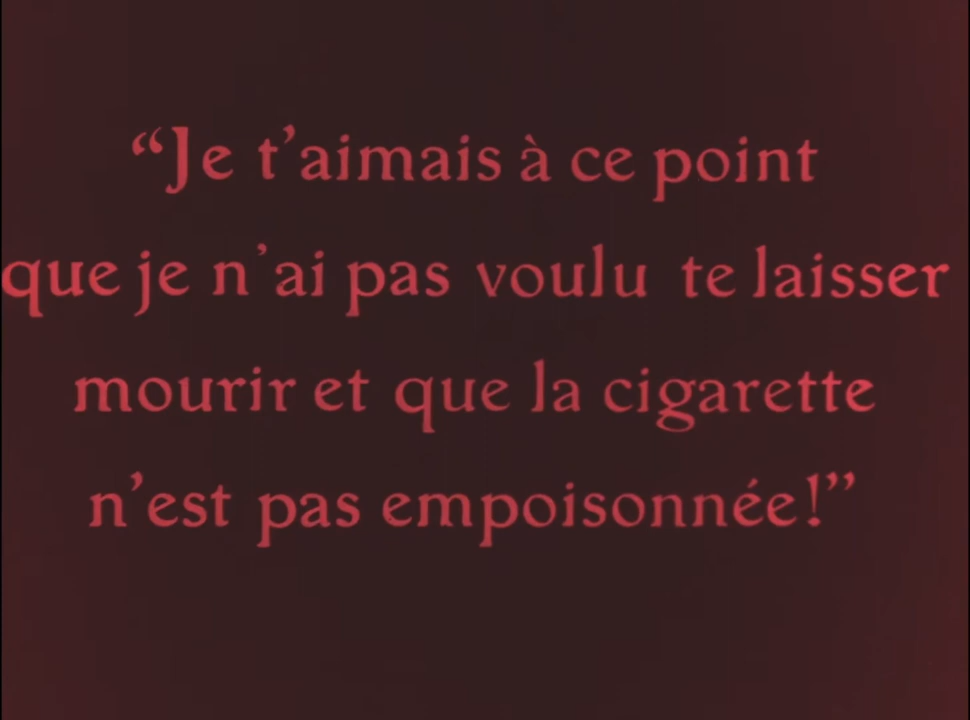 “Je t’aimais à ce point
que je n’ai pas voulu te laisser
mourir et que la cigarette
n’est pas empoisonnée!”